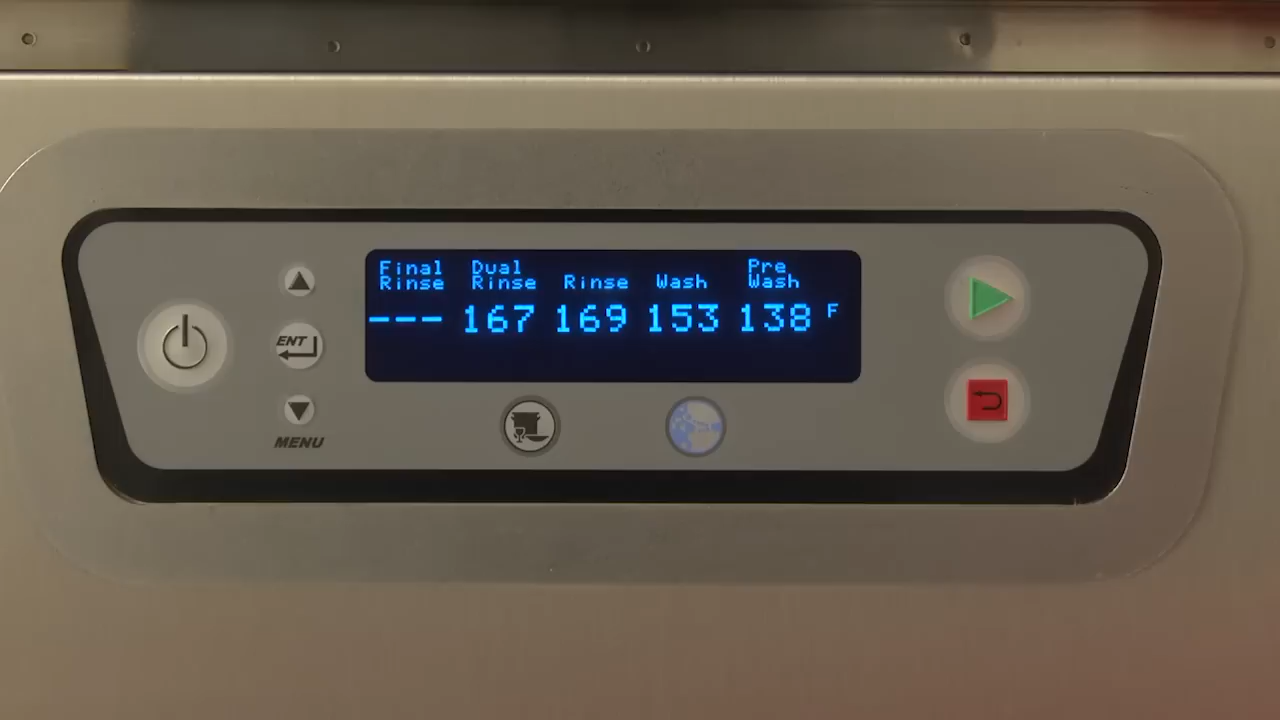 Final Dual Pre
Rinse Rinse Rinse Wash Wash
--- 167 169 153 138 F
ENT
MENU